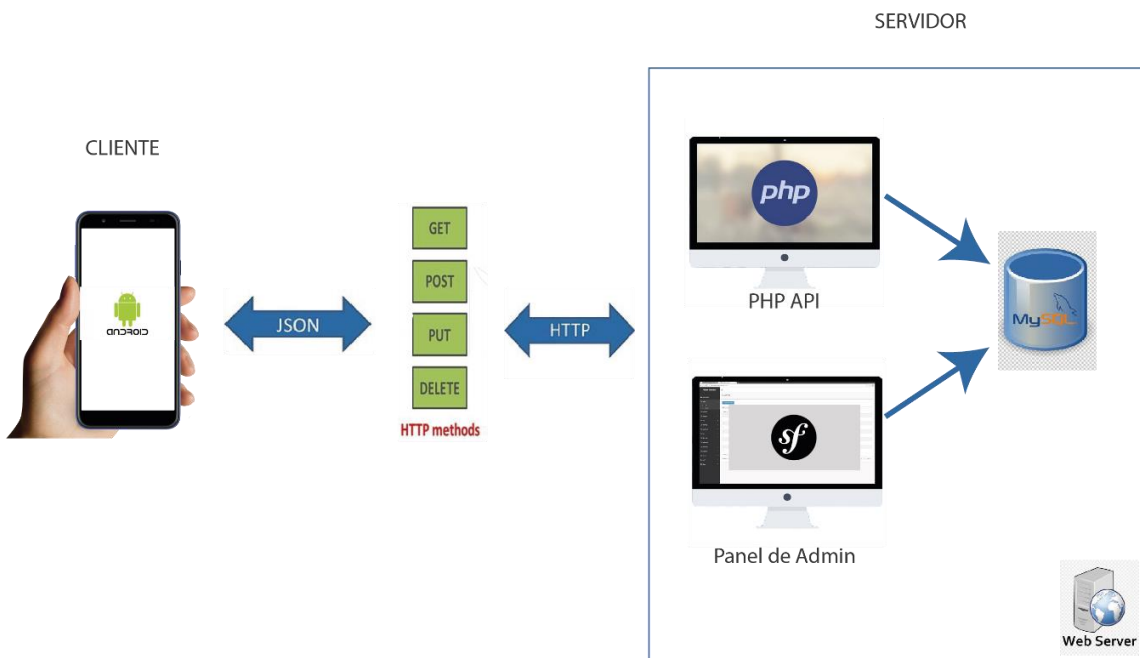 SERVIDOR
CLIENTE
android
JSON
GET
POST
PUT
DELETE
HTTP methods
HTTP
php
PHP API
sf
Panel de Admin
MySQL
Web Server